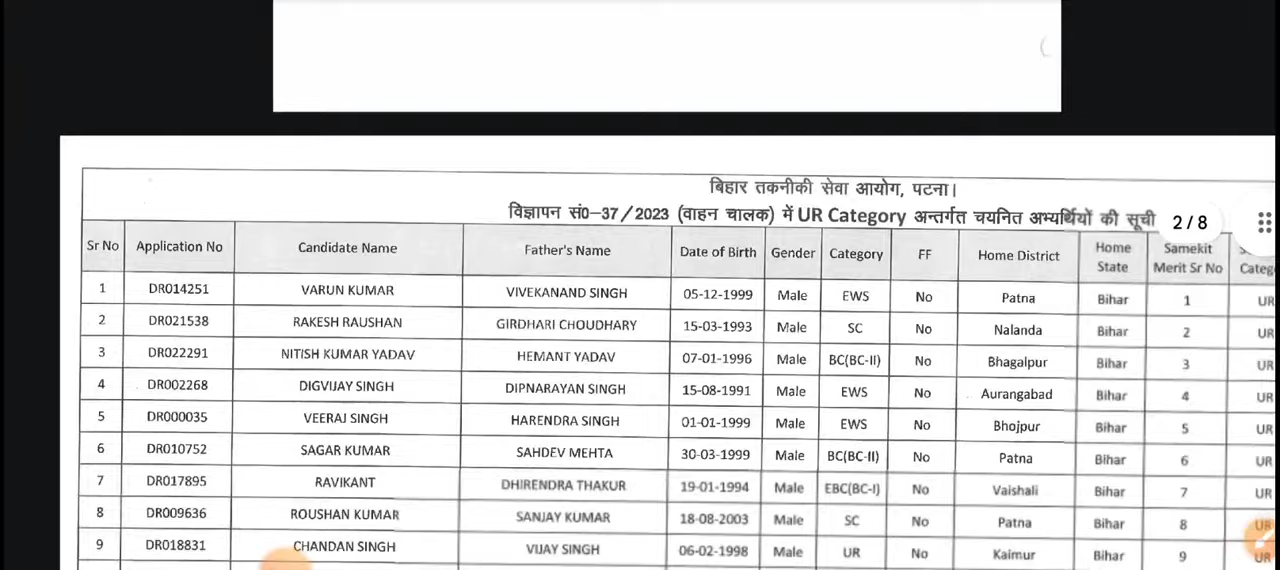 बिहार तकनीकी सेवा आयोग, पटना।
विज्ञापन सं0-37/2023 (वाहन चालक) में UR Category अन्तर्गत चयनित अभ्यर्थियों की सूची 2/8
Sr No Application No Candidate Name Father's Name Date of Birth Gender Category FF Home District Home State Samekit Merit Sr No
1 DR014251 VARUN KUMAR VIVEKANAND SINGH 05-12-1999 Male EWS No Patna Bihar 1 UR
2 DR021538 RAKESH RAUSHAN GIRDHARI CHOUDHARY 15-03-1993 Male SC No Nalanda Bihar 2 UR
3 DR022291 NITISH KUMAR YADAV HEMANT YADAV 07-01-1996 Male BC(BC-II) No Bhagalpur Bihar 3 UR
4 DR002268 DIGVIJAY SINGH DIPNARAYAN SINGH 15-08-1991 Male EWS No Aurangabad Bihar 4 UR
5 DR000035 VEERAJ SINGH HARENDRA SINGH 01-01-1999 Male EWS No Bhojpur Bihar 5 UR
6 DR010752 SAGAR KUMAR SAHDEV MEHTA 30-03-1999 Male BC(BC-II) No Patna Bihar 6 UR
7 DR017895 RAVIKANT DHIRENDRA THAKUR 19-01-1994 Male EBC(BC-I) No Vaishali Bihar 7 UR
8 DR009636 ROUSHAN KUMAR SANJAY KUMAR 18-08-2003 Male SC No Patna Bihar 8 UR
9 DR018831 CHANDAN SINGH VIJAY SINGH 06-02-1998 Male UR No Kaimur Bihar 9 UR